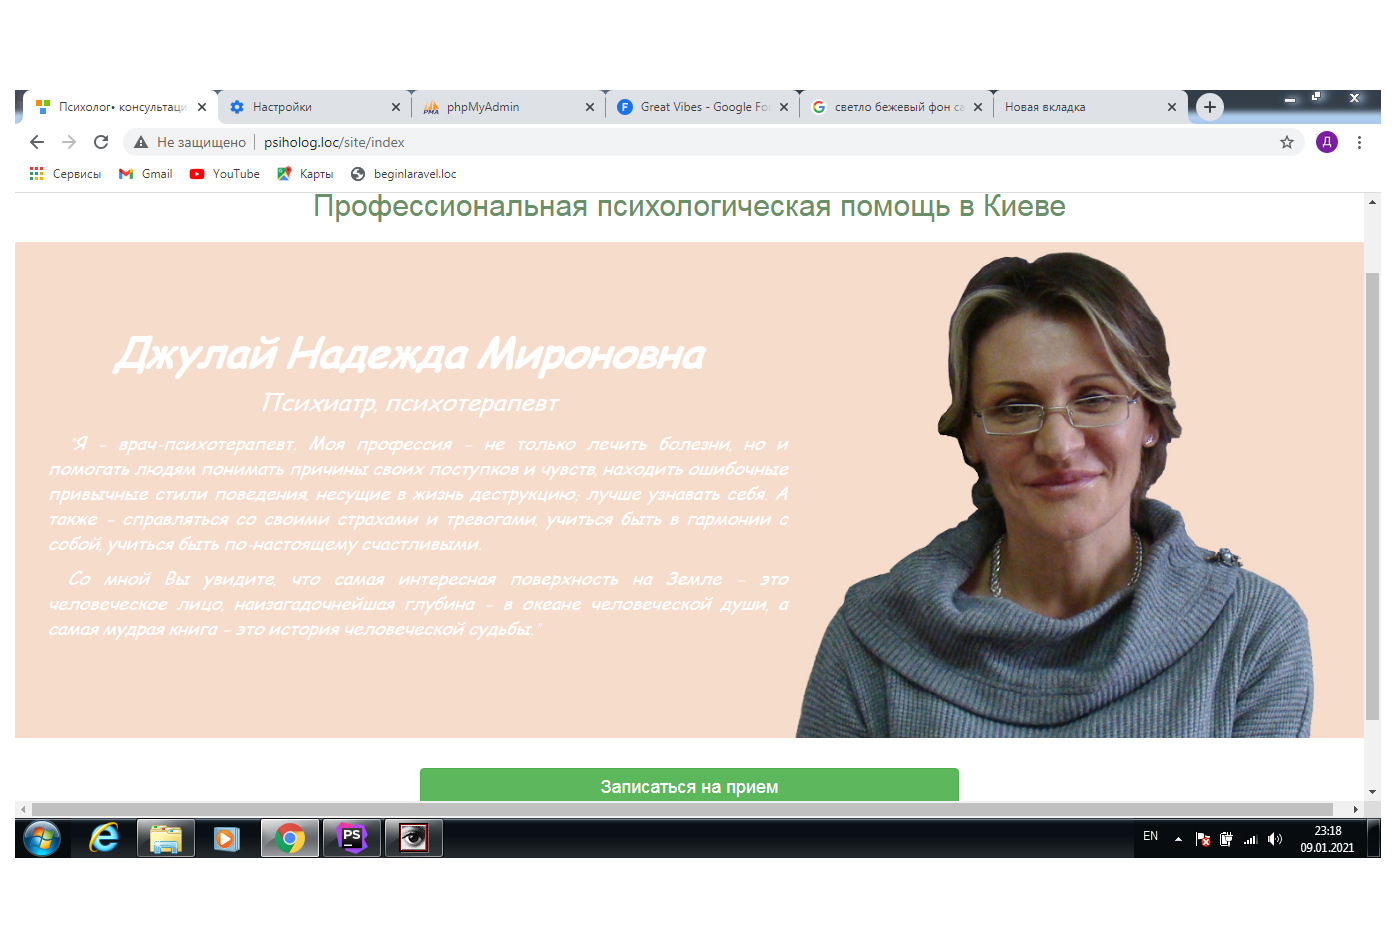 Психолог• консультаци
Настройки
phpMyAdmin
Great Vibes - Google Fo
светло бежевый фон са
Новая вкладка
Не защищено
psiholog.loc/site/index
Д
Сервисы
Gmail
YouTube
Карты
beginlaravel.loc
Профессиональная психологическая помощь в Киеве
Джулай Надежда Мироновна
Психиатр, психотерапевт
"Я - врач-психотерапевт. Моя профессия - не только лечить болезни, но и
помогать людям понимать причины своих поступков и чувств, находить ошибочные
привычные стили поведения, несущие в жизнь деструкцию; лучше узнавать себя. А
также - справляться со своими страхами и тревогами, учиться быть в гармонии с
собой, учиться быть по-настоящему счастливыми.
Со мной Вы увидите, что самая интересная поверхность на Земле - это
человеческое лицо, наизагадочнейшая глубина - в океане человеческой души, а
самая мудрая книга - это история человеческой судьбы."
Записаться на прием
PS
EN
23:18
09.01.2021